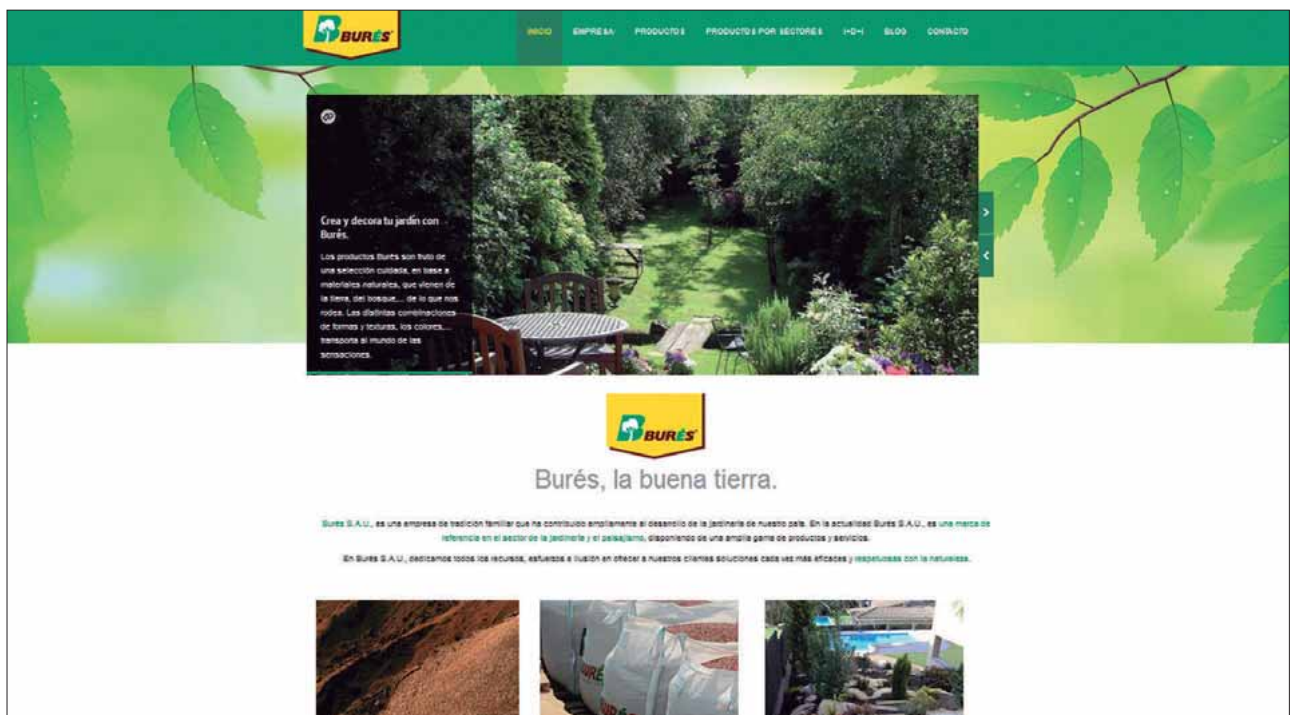 BURÉS
INICIO EMPRESA PRODUCTOS PRODUCTOS POR SECTORES I+D+I BLOG CONTACTO
Crea y decora tu jardín con
Burés.
Los productos Burés son fruto de
una selección cuidada, en base a
materiales naturales, que vienen de
la tierra, del bosque,... de lo que nos
rodea. Las distintas combinaciones
de formas y texturas, los colores,...
transporta al mundo de las
sensaciones.
BURÉS
Burés, la buena tierra.
Burés S.A.U., es una empresa de tradición familiar que ha contribuido ampliamente al desarrollo de la jardinería de nuestro país. En la actualidad Burés S.A.U., es una marca de
referencia en el sector de la jardinería y el paisajismo, disponiendo de una amplia gama de productos y servicios.
En Burés S.A.U., dedicamos todos los recursos, esfuerzos e ilusión en ofrecer a nuestros clientes soluciones cada vez más eficaces y respetuosas con la naturaleza.
BURÉS